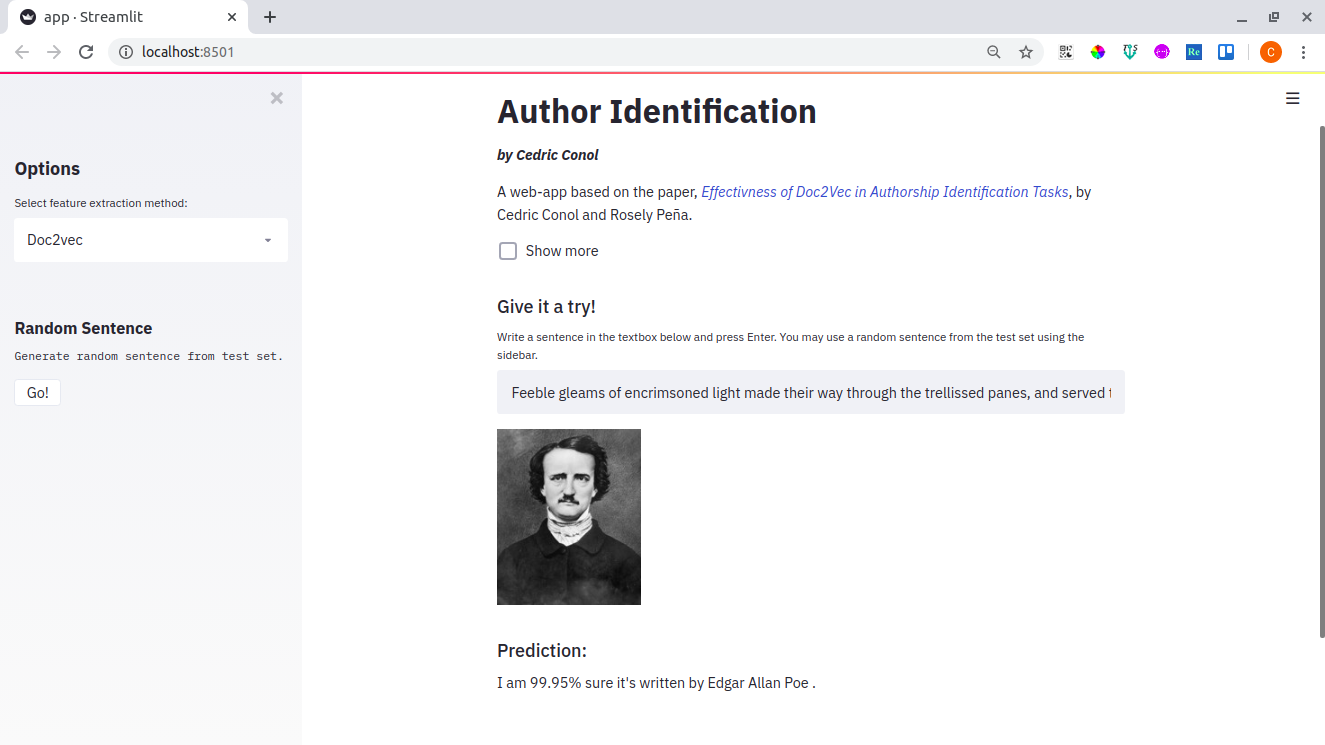 app · Streamlit
localhost:8501
Re
C
Options
Select feature extraction method:
Doc2vec
Random Sentence
Generate random sentence from test set.
Go!
Author Identification
by Cedric Conol
A web-app based on the paper, Effectivness of Doc2Vec in Authorship Identification Tasks, by
Cedric Conol and Rosely Peña.
Show more
Give it a try!
Write a sentence in the textbox below and press Enter. You may use a random sentence from the test set using the
sidebar.
Feeble gleams of encrimsoned light made their way through the trellissed panes, and served
Prediction:
I am 99.95% sure it's written by Edgar Allan Poe .